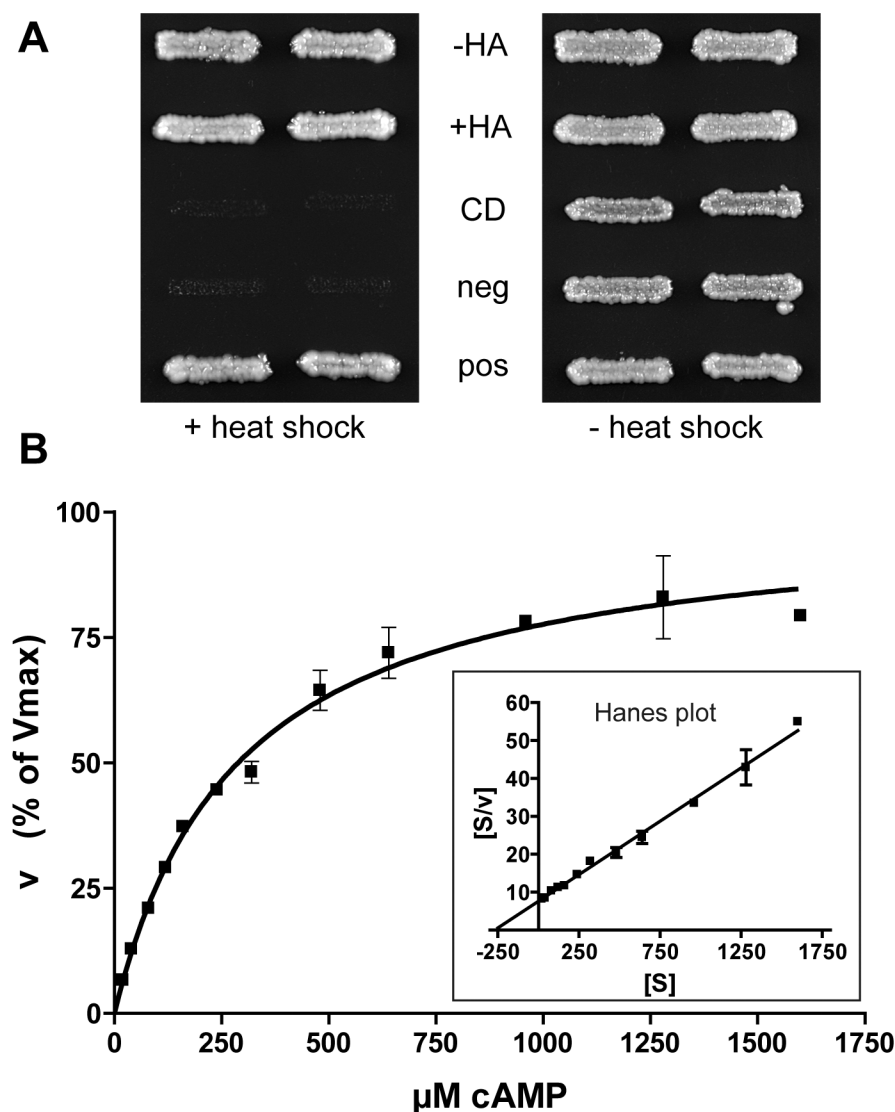 A
-HA
+HA
CD
neg
pos
+ heat shock
- heat shock
B
100
75
50
25
0
v (% of Vmax)
0 250 500 750 1000 1250 1500 1750
µM cAMP
Hanes plot
60
50
40
30
20
10
[S/v]
-250 250 750 1250 1750
[S]